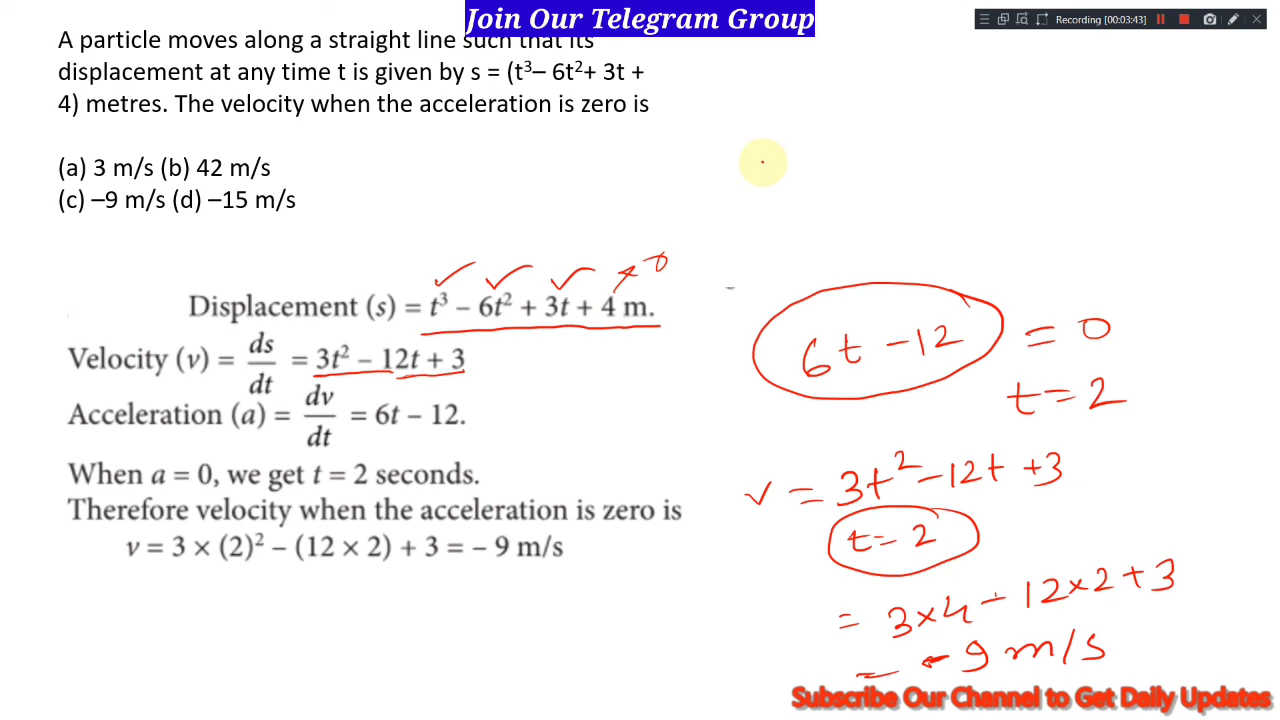 Join Our Telegram Group
Recording [00:03:43]
A particle moves along a straight line such that its
displacement at any time t is given by s = (t³– 6t²+ 3t +
4) metres. The velocity when the acceleration is zero is
(a) 3 m/s (b) 42 m/s
(c) –9 m/s (d) –15 m/s
Displacement (s) = t³ − 6t² + 3t + 4 m.
Velocity (v) = ds/dt = 3t² − 12t + 3
Acceleration (a) = dv/dt = 6t − 12.
When a = 0, we get t = 2 seconds.
Therefore velocity when the acceleration is zero is
v = 3 × (2)² − (12 × 2) + 3 = − 9 m/s
6t − 12 = 0
t = 2
v = 3t² − 12t + 3
t = 2
= 3×4 − 12×2 + 3
= − 9 m/s
Subscribe Our Channel to Get Daily Updates